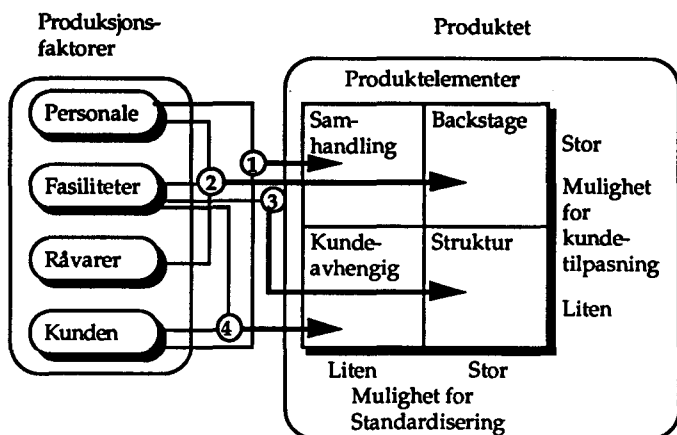 Produksjons-
faktorer
Produktet
Personale
Fasiliteter
Råvarer
Kunden
1
2
3
4
Produktelementer
Sam-
handling
Backstage
Kunde-
avhengig
Struktur
Stor
Mulighet
for
kunde-
tilpasning
Liten
Liten
Stor
Mulighet for
Standardisering